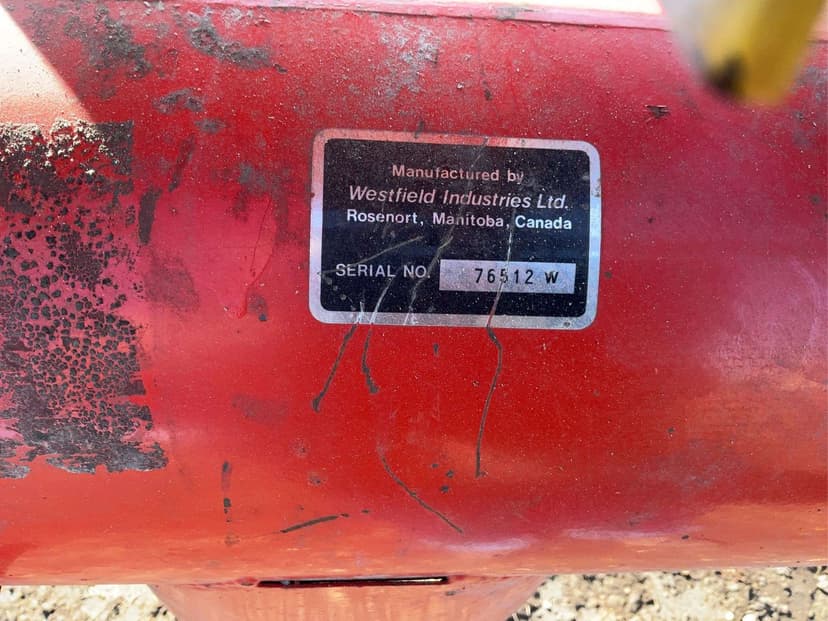 Manufactured by
Westfield Industries Ltd.
Rosenort, Manitoba, Canada
SERIAL NO. 76512 W